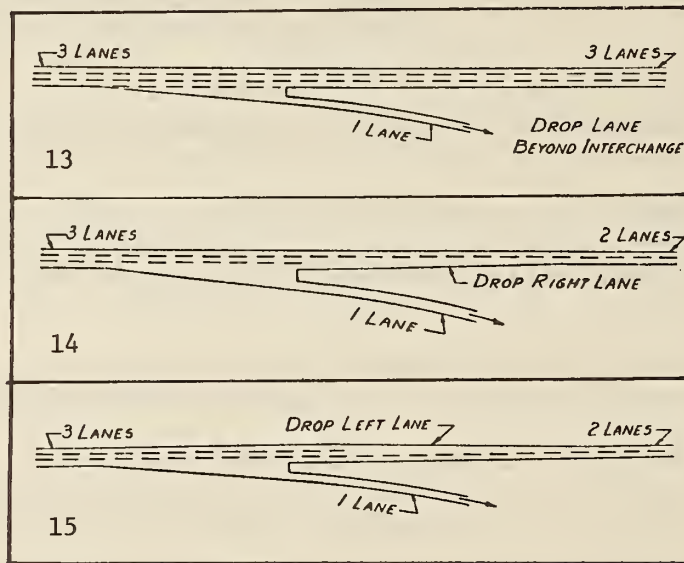 3 LANES
3 LANES
1 LANE
DROP LANE
BEYOND INTERCHANGE
13
3 LANES
2 LANES
DROP RIGHT LANE
1 LANE
14
DROP LEFT LANE
3 LANES
2 LANES
1 LANE
15